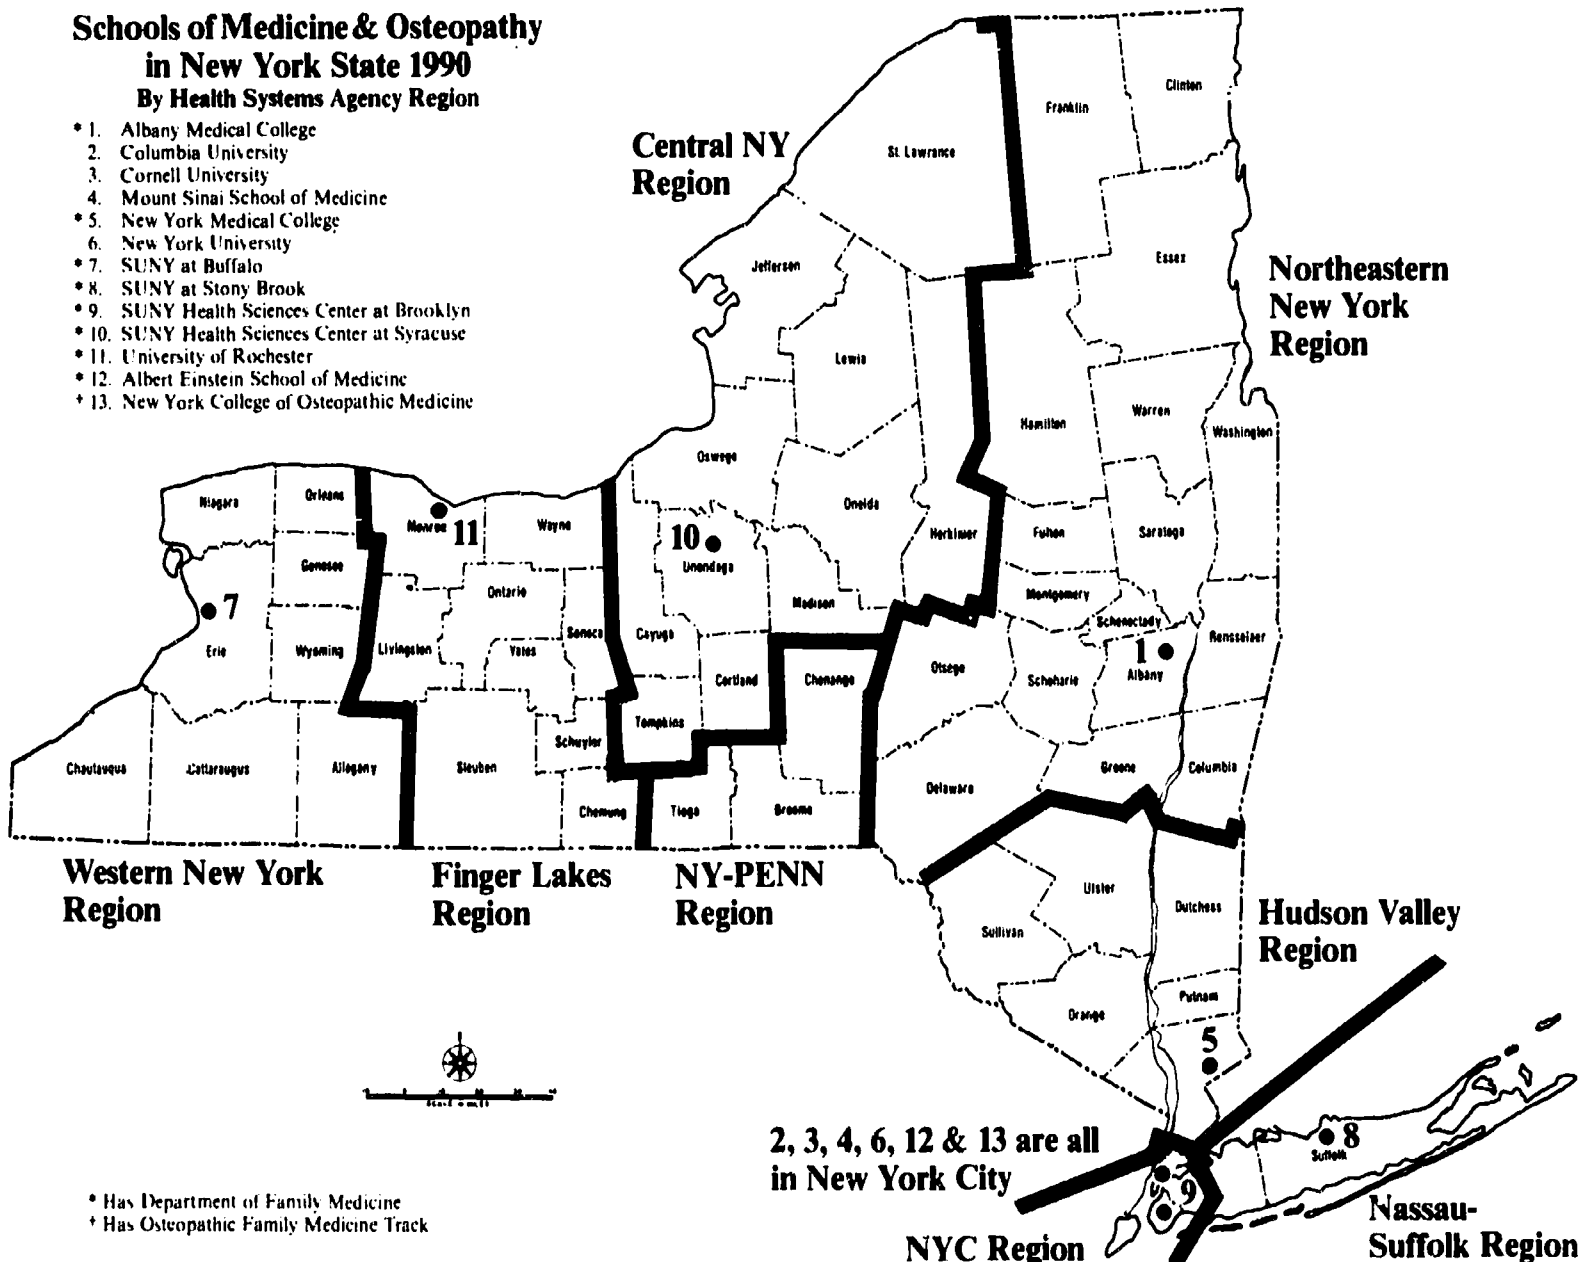 Schools of Medicine & Osteopathy
in New York State 1990
By Health Systems Agency Region
* 1. Albany Medical College
2. Columbia University
3. Cornell University
4. Mount Sinai School of Medicine
* 5. New York Medical College
6. New York University
* 7. SUNY at Buffalo
* 8. SUNY at Stony Brook
* 9. SUNY Health Sciences Center at Brooklyn
* 10. SUNY Health Sciences Center at Syracuse
* 11. University of Rochester
* 12. Albert Einstein School of Medicine
† 13. New York College of Osteopathic Medicine
Central NY
Region
Northeastern
New York
Region
Clinton
Franklin
St. Lawrance
Essex
Jefferson
Lewis
Hamilton
Warren
Washington
Oswego
Oneida
Herkimer
Fulton
Saratoga
Niagara
Orleans
Monroe
11
Wayne
10
Onondaga
Genesee
Ontario
Madison
Montgomery
Schenectady
7
Erie
Wyoming
Livingston
Yates
Seneca
Cayuga
Cortland
Chenango
Otsego
Schoharie
1
Albany
Rensselaer
Tompkins
Schuyler
Chautauqua
Cattaraugus
Allegany
Steuben
Chemung
Tioga
Broome
Delaware
Greene
Columbia
Western New York
Region
Finger Lakes
Region
NY-PENN
Region
Ulster
Dutchess
Sullivan
Hudson Valley
Region
Putnam
Orange
5
2, 3, 4, 6, 12 & 13 are all
in New York City
8
Suffolk
9
NYC Region
Nassau-
Suffolk Region
* Has Department of Family Medicine
† Has Osteopathic Family Medicine Track